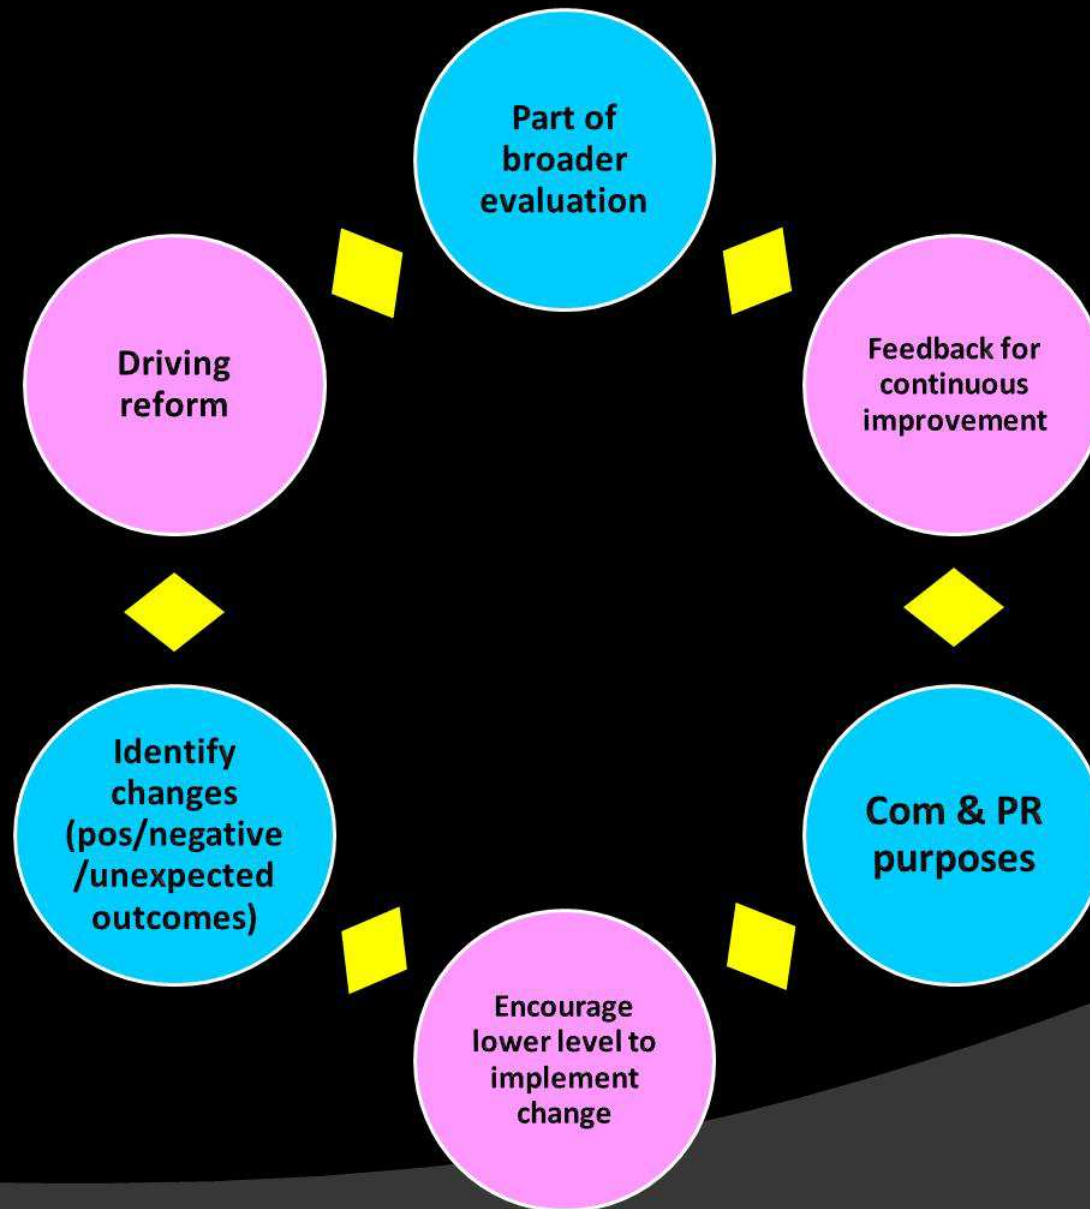 Part of
broader
evaluation
Feedback for
continuous
improvement
Com & PR
purposes
Encourage
lower level to
implement
change
Identify
changes
(pos/negative
/unexpected
outcomes)
Driving
reform